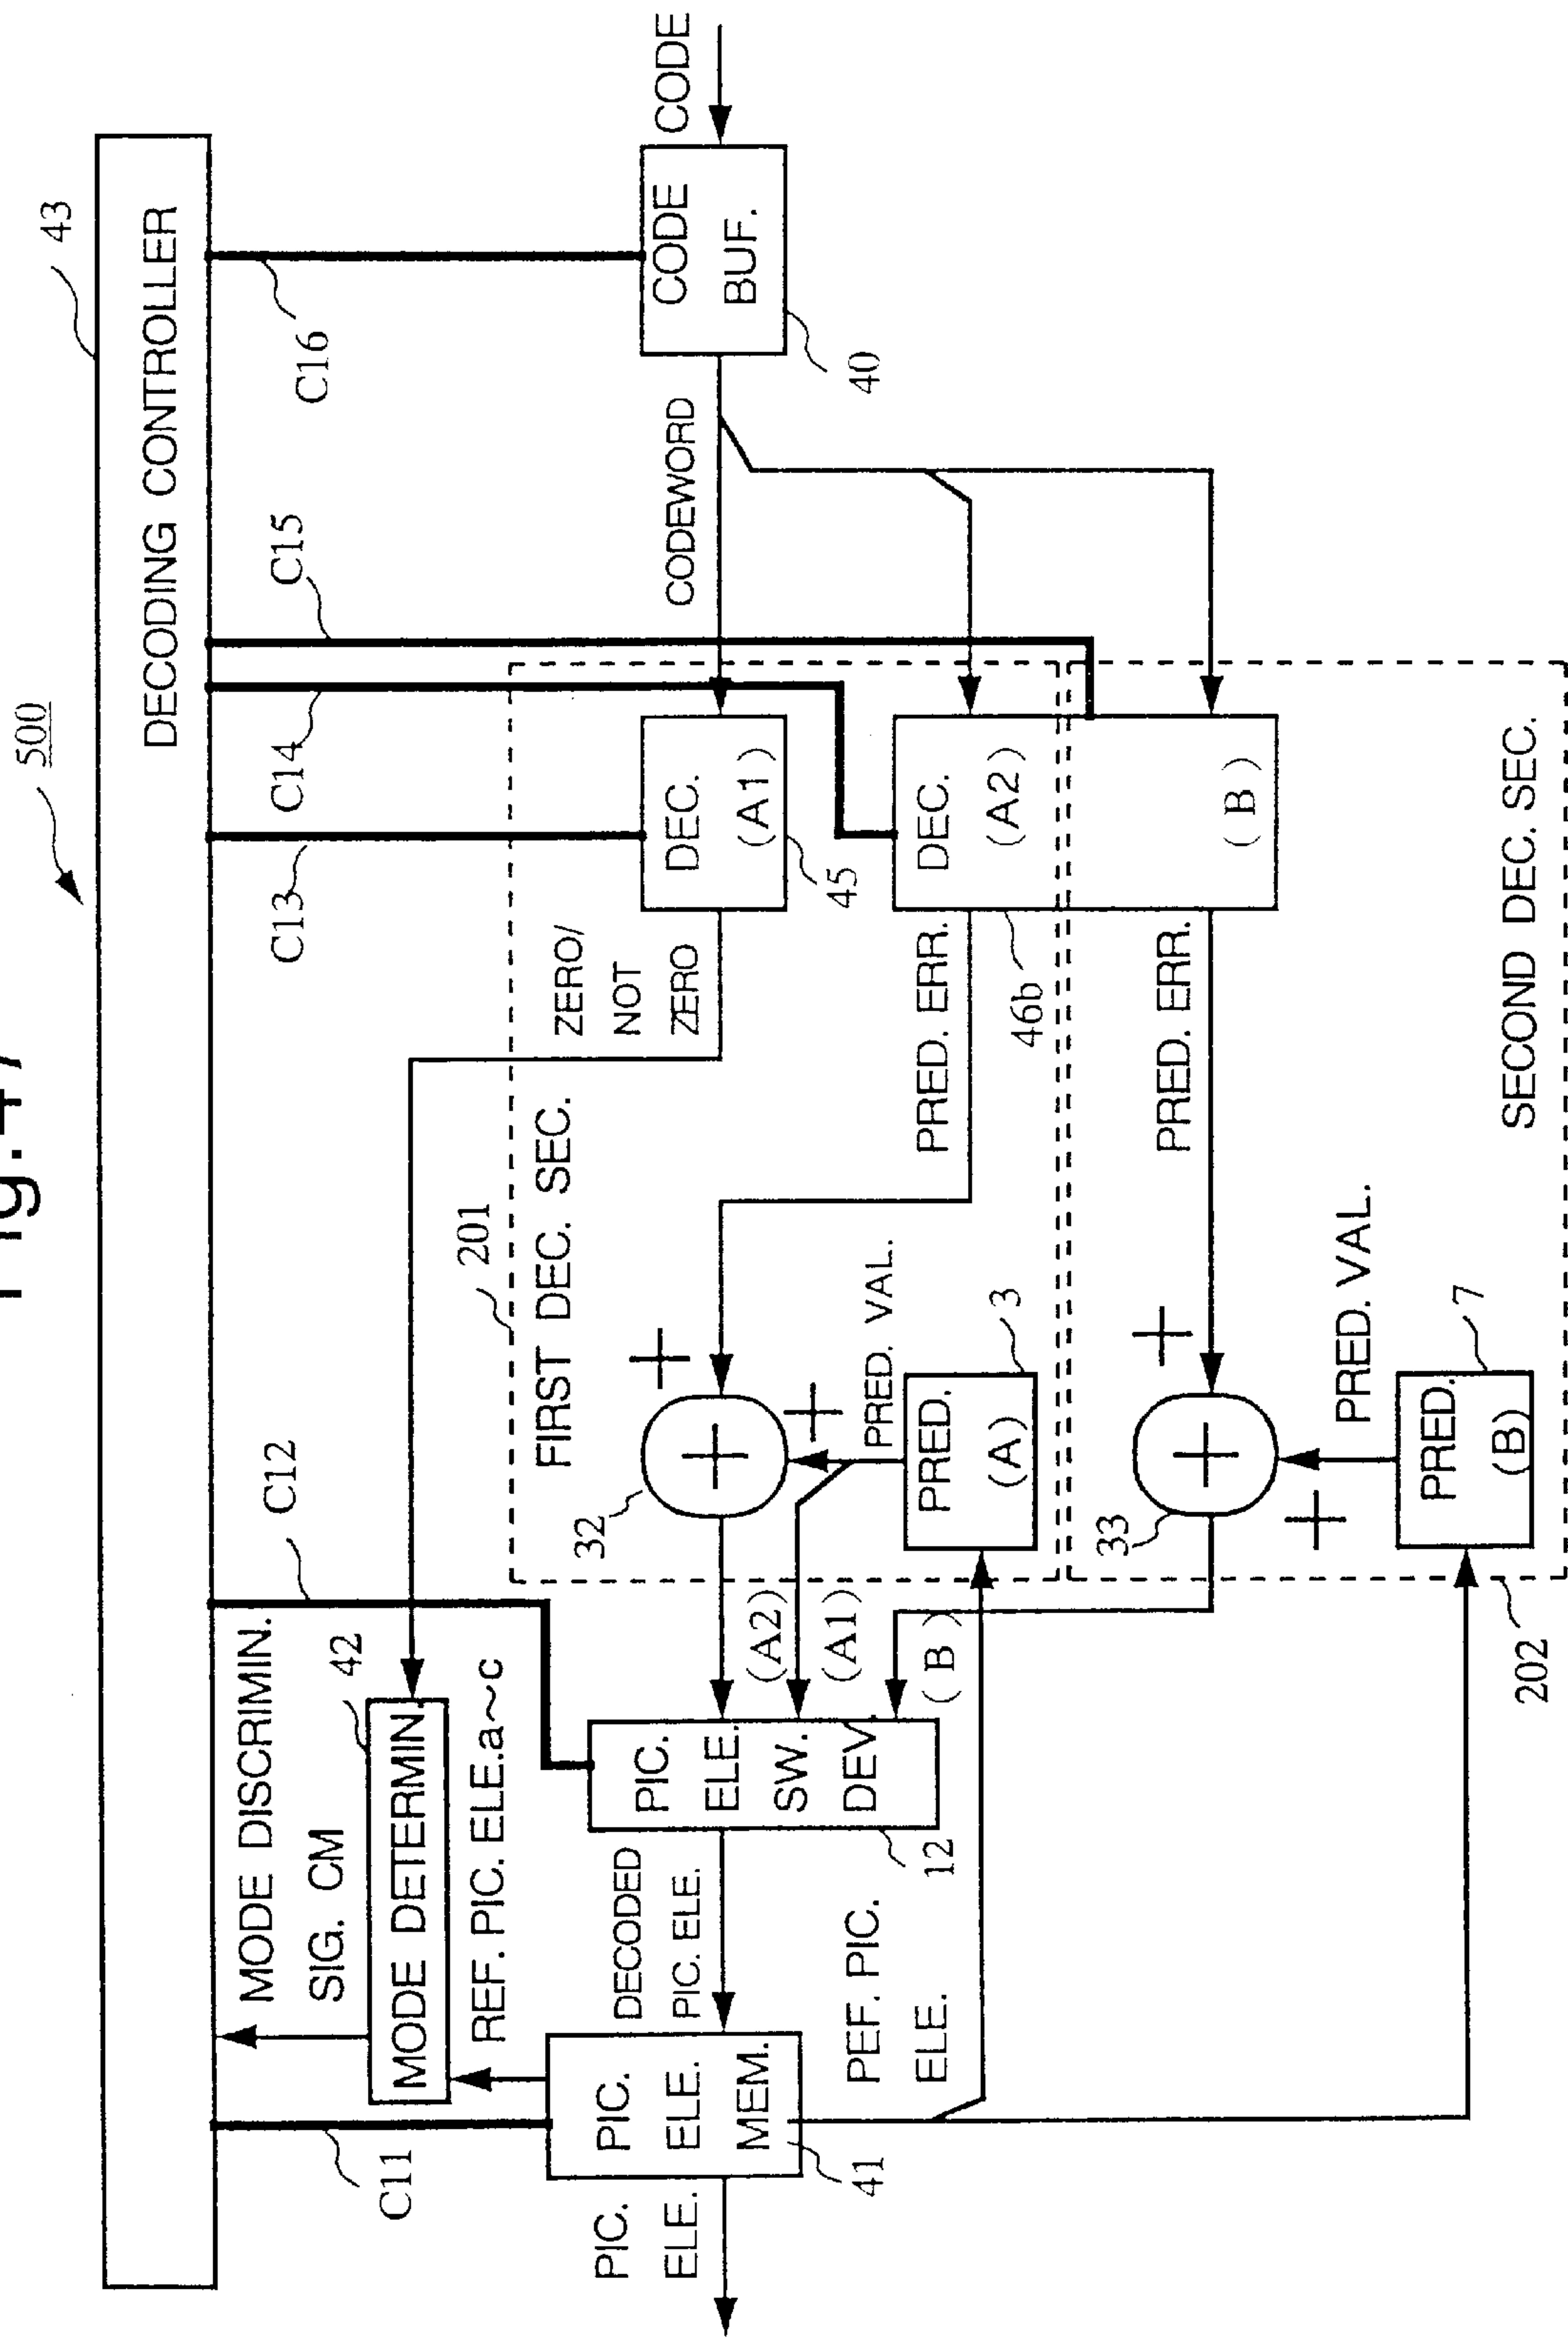 Fig.47
500
43
DECODING CONTROLLER
MODE DISCRIMIN.
SIG. CM
C11
C12
C13
C14
C15
C16
42
MODE DETERMIN.
REF. PIC. ELE.a~c
201
FIRST DEC. SEC.
ZERO/
NOT
ZERO
CODEWORD
CODE
PIC.
ELE.
PIC.
ELE.
MEM.
41
DECODED
PIC. ELE.
PIC.
ELE.
SW.
DEV.
12
(A2)
(A1)
(B)
32
+
+
+
PRED. VAL.
DEC.
(A1)
45
CODE
BUF.
40
PEF. PIC.
ELE.
PRED.
(A)
3
PRED. ERR.
DEC.
(A2)
46b
(B)
33
+
+
+
PRED. ERR.
PRED. VAL.
PRED.
(B)
7
202
SECOND DEC. SEC.